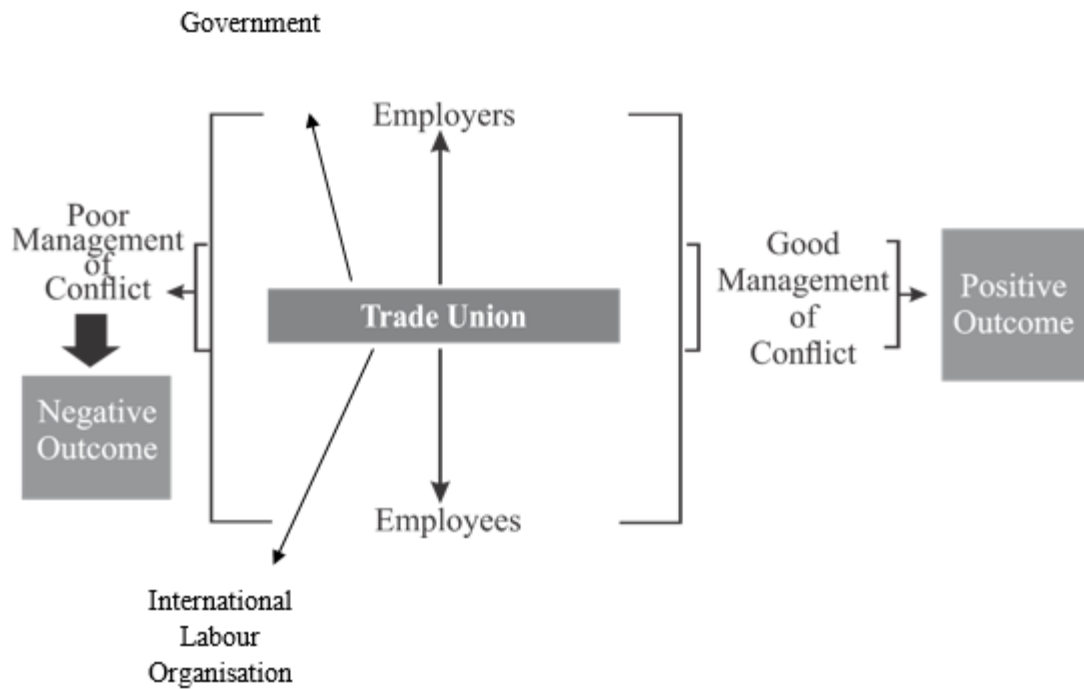 Government
Employers
Poor
Management
of
Conflict
Good
Management
of
Conflict
Positive
Outcome
Trade Union
Negative
Outcome
Employees
International
Labour
Organisation